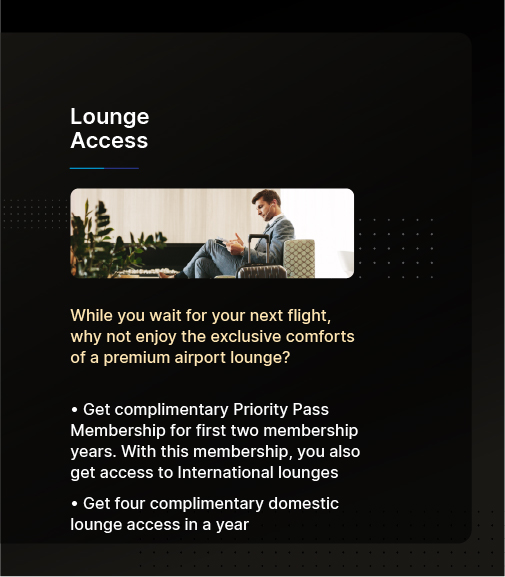 Lounge
Access
While you wait for your next flight,
why not enjoy the exclusive comforts
of a premium airport lounge?
• Get complimentary Priority Pass
Membership for first two membership
years. With this membership, you also
get access to International lounges
• Get four complimentary domestic
lounge access in a year